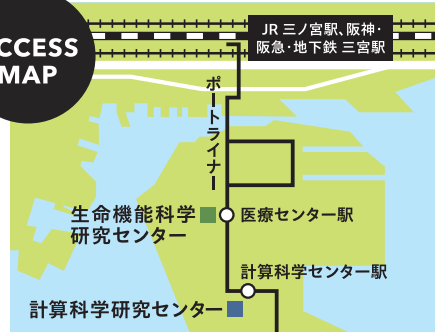 CCESS
MAP
JR 三ノ宮駅、阪神・
阪急・地下鉄 三宮駅
ポートライナー
生命機能科学
研究センター
医療センター駅
計算科学センター駅
計算科学研究センター